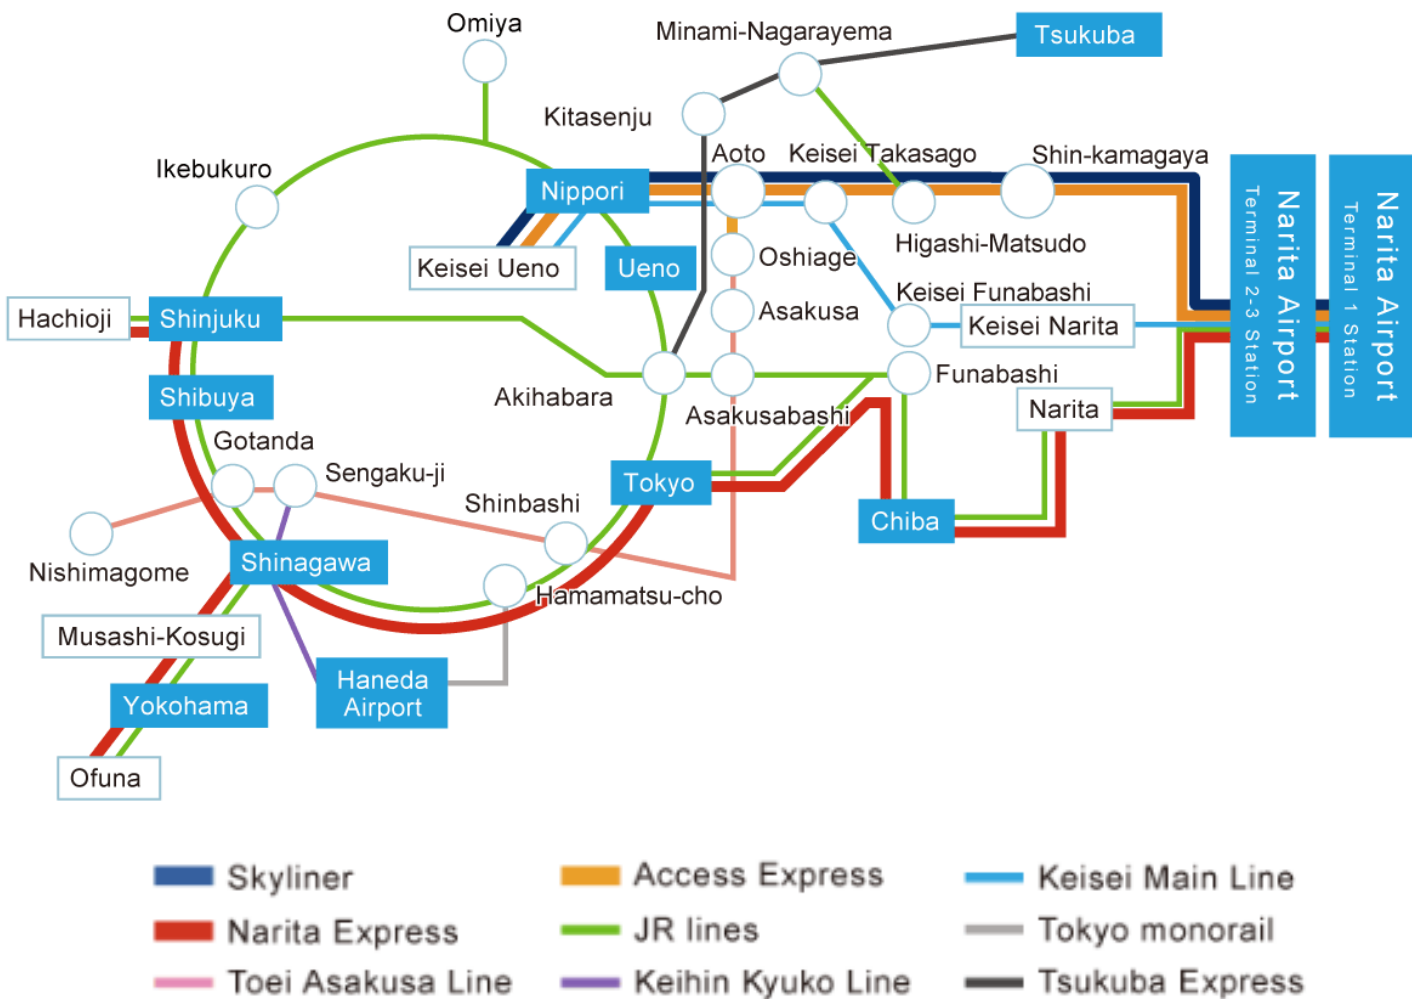 Omiya
Minami-Nagarayema
Tsukuba
Kitasenju
Ikebukuro
Aoto
Keisei Takasago
Shin-kamagaya
Nippori
Narita Airport
Terminal 2-3 Station
Narita Airport
Terminal 1 Station
Higashi-Matsudo
Keisei Ueno
Ueno
Oshiage
Keisei Funabashi
Hachioji
Shinjuku
Asakusa
Keisei Narita
Shibuya
Akihabara
Asakusabashi
Funabashi
Narita
Gotanda
Sengaku-ji
Tokyo
Shinbashi
Chiba
Nishimagome
Shinagawa
Hamamatsu-cho
Musashi-Kosugi
Haneda
Airport
Yokohama
Ofuna
Skyliner
Access Express
Keisei Main Line
Narita Express
JR lines
Tokyo monorail
Toei Asakusa Line
Keihin Kyuko Line
Tsukuba Express